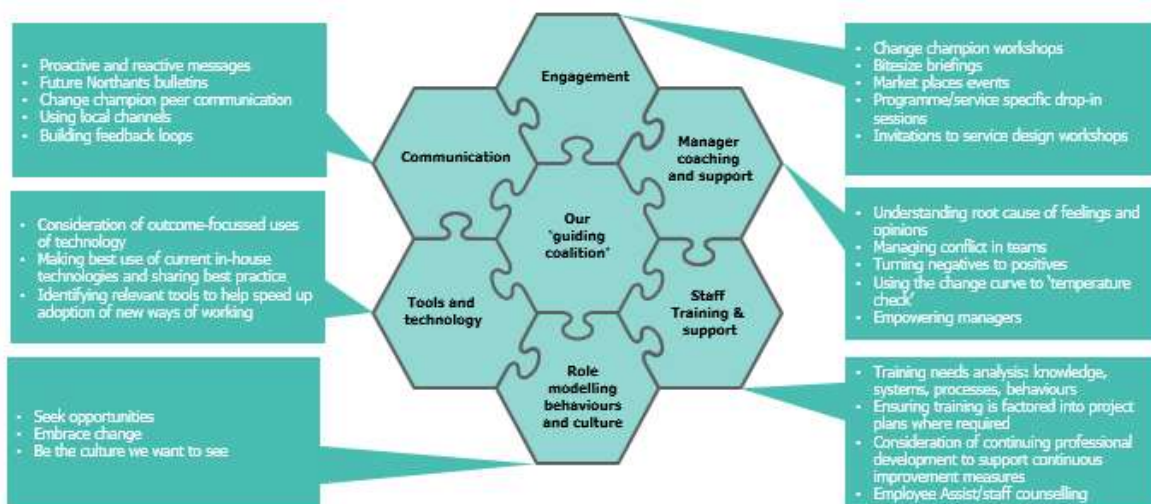 Engagement
• Change champion workshops
• Bitesize briefings
• Market places events
• Programme/service specific drop-in
sessions
• Invitations to service design workshops
• Proactive and reactive messages
• Future Northants bulletins
• Change champion peer communication
• Using local channels
• Building feedback loops
Communication
Manager
coaching
and support
Our
'guiding
coalition'
• Consideration of outcome-focussed uses
of technology
• Making best use of current in-house
technologies and sharing best practice
• Identifying relevant tools to help speed up
adoption of new ways of working
Tools and
technology
• Understanding root cause of feelings and
opinions
• Managing conflict in teams
• Turning negatives to positives
• Using the change curve to 'temperature
check'
• Empowering managers
Staff
Training &
support
Role
modelling
behaviours
and culture
• Seek opportunities
• Embrace change
• Be the culture we want to see
• Training needs analysis: knowledge,
systems, processes, behaviours
• Ensuring training is factored into project
plans where required
• Consideration of continuing professional
development to support continuous
improvement measures
• Employee Assist/staff counselling